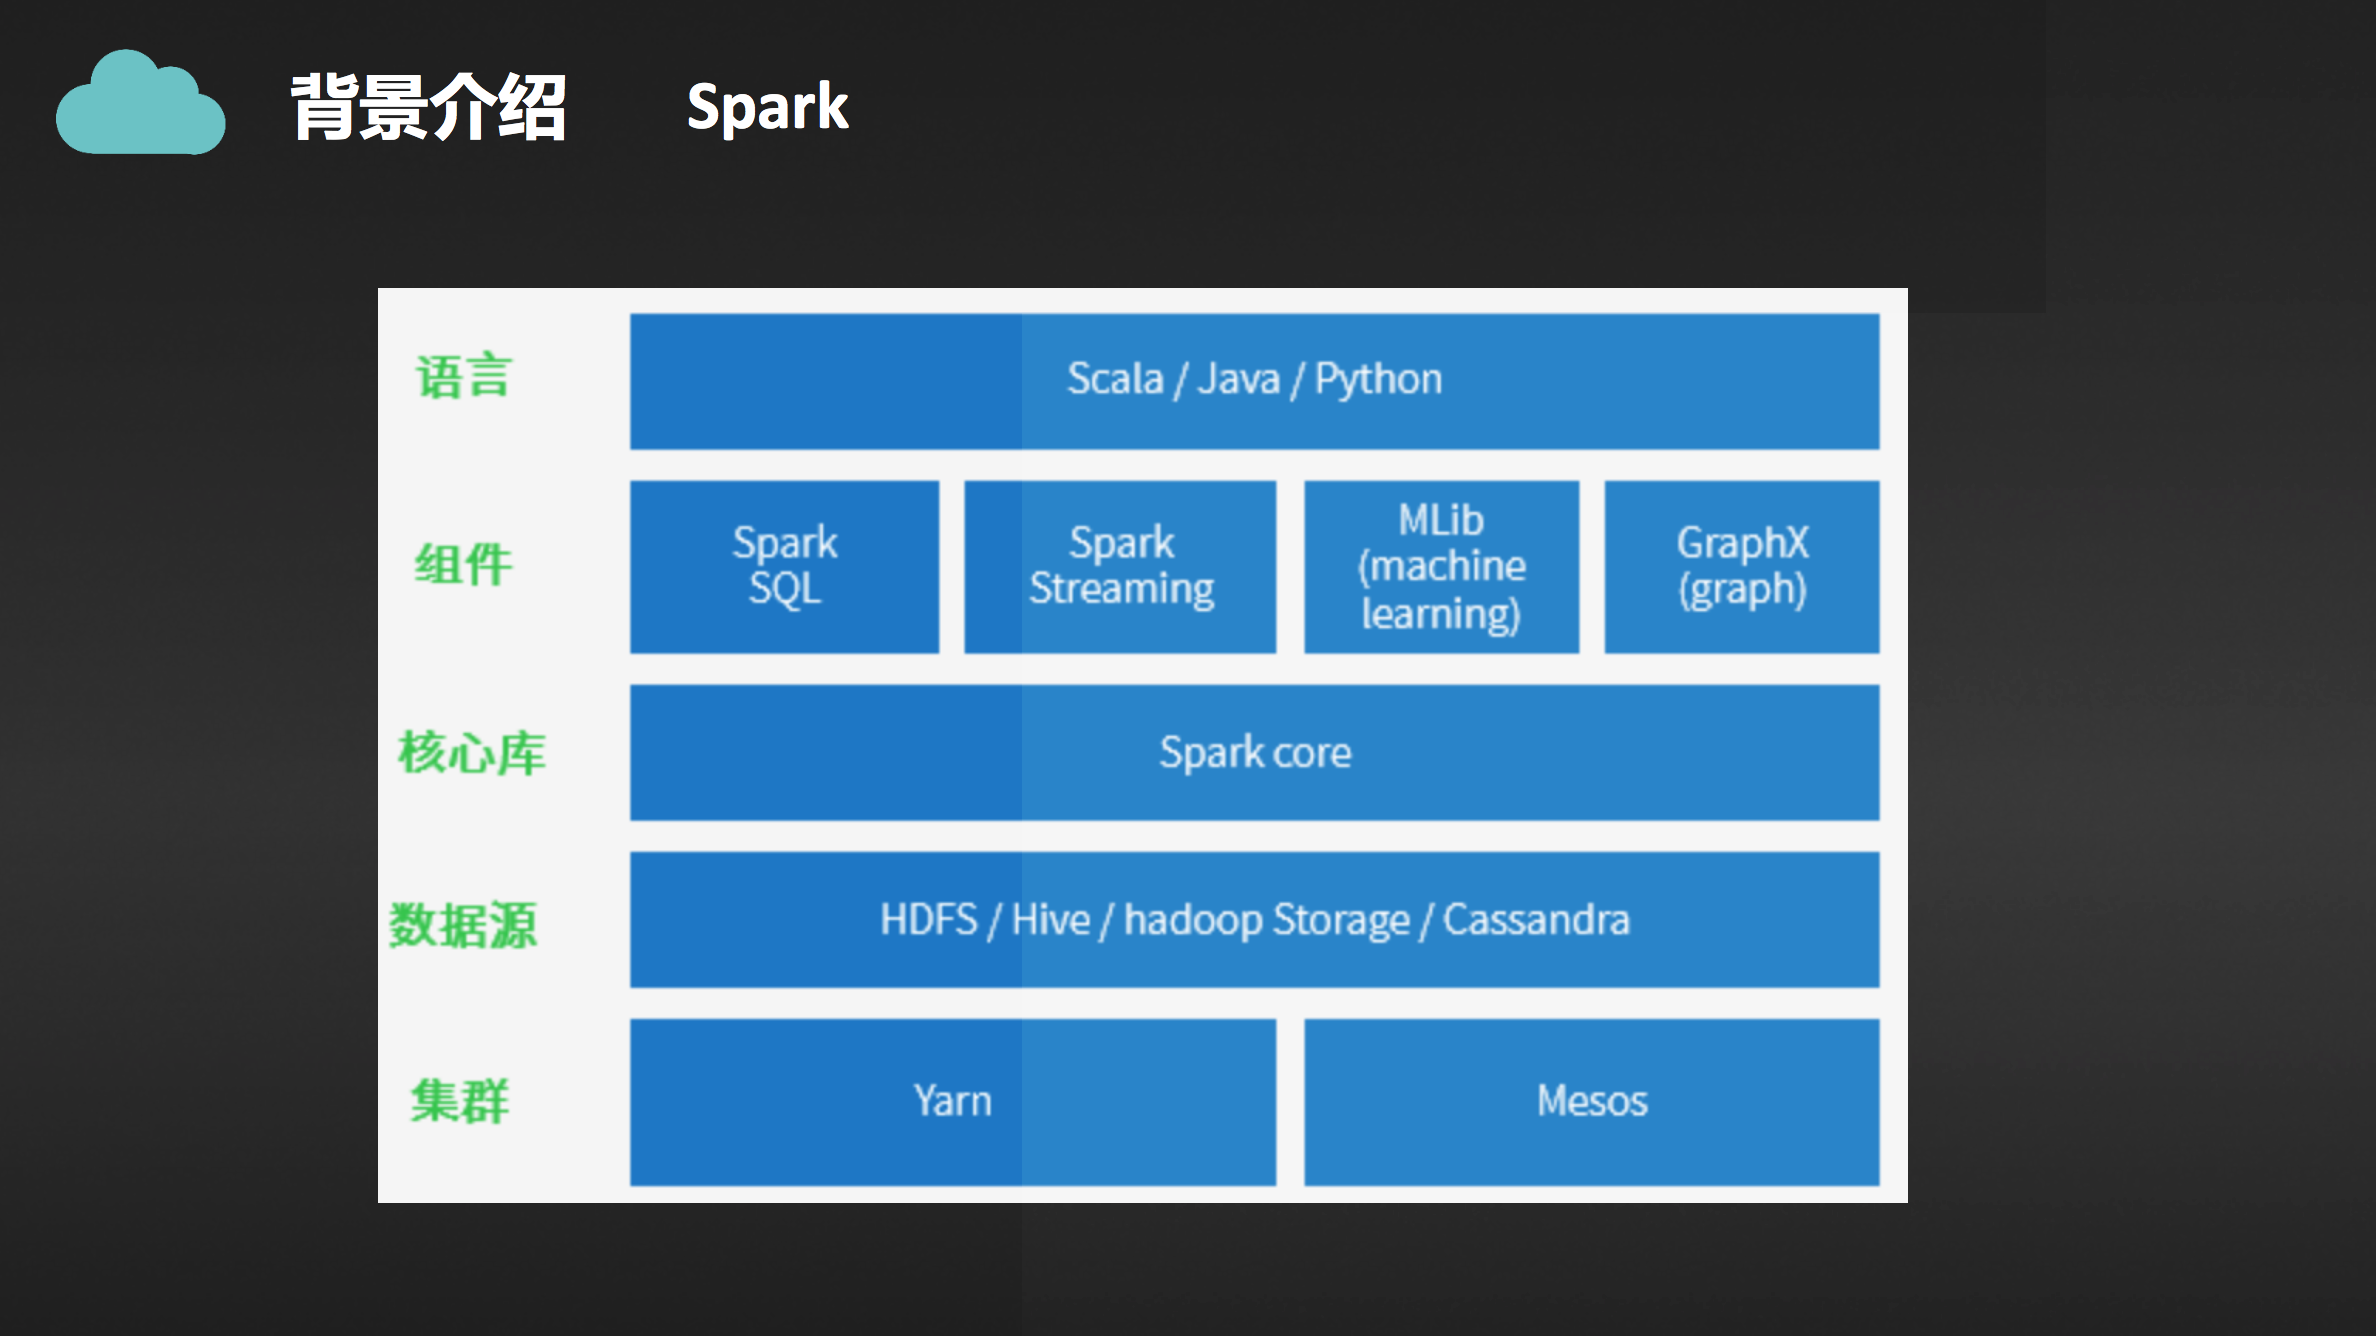 背景介绍 Spark
语言
Scala / Java / Python
组件
Spark
SQL
Spark
Streaming
MLib
(machine
learning)
GraphX
(graph)
核心库
Spark core
数据源
HDFS / Hive / hadoop Storage / Cassandra
集群
Yarn
Mesos